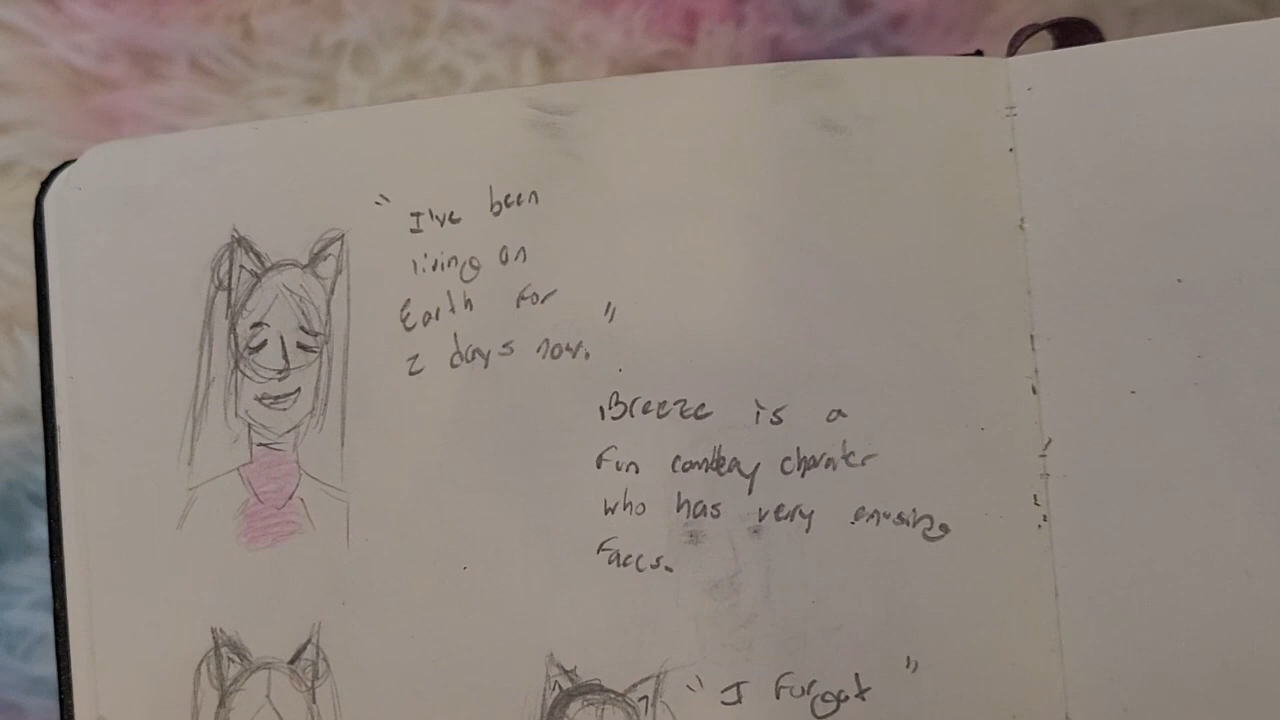 "I've been
living on
Earth for
2 days now."
Breeze is a
fun comedy character
who has very amusing
faces.
"I Forgot"